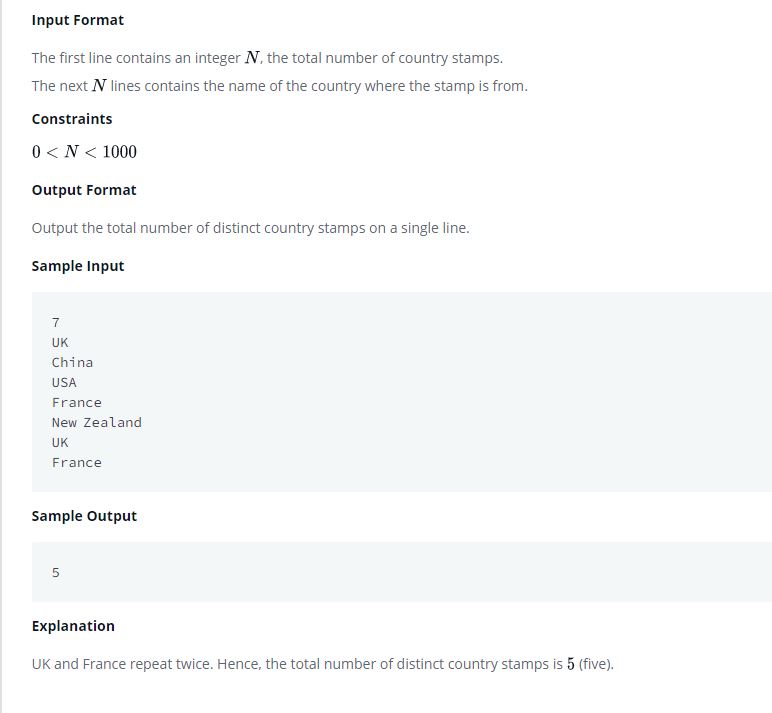 Input Format
The first line contains an integer N, the total number of country stamps.
The next N lines contains the name of the country where the stamp is from.
Constraints
0 < N < 1000
Output Format
Output the total number of distinct country stamps on a single line.
Sample Input
7
UK
China
USA
France
New Zealand
UK
France
Sample Output
5
Explanation
UK and France repeat twice. Hence, the total number of distinct country stamps is 5 (five).